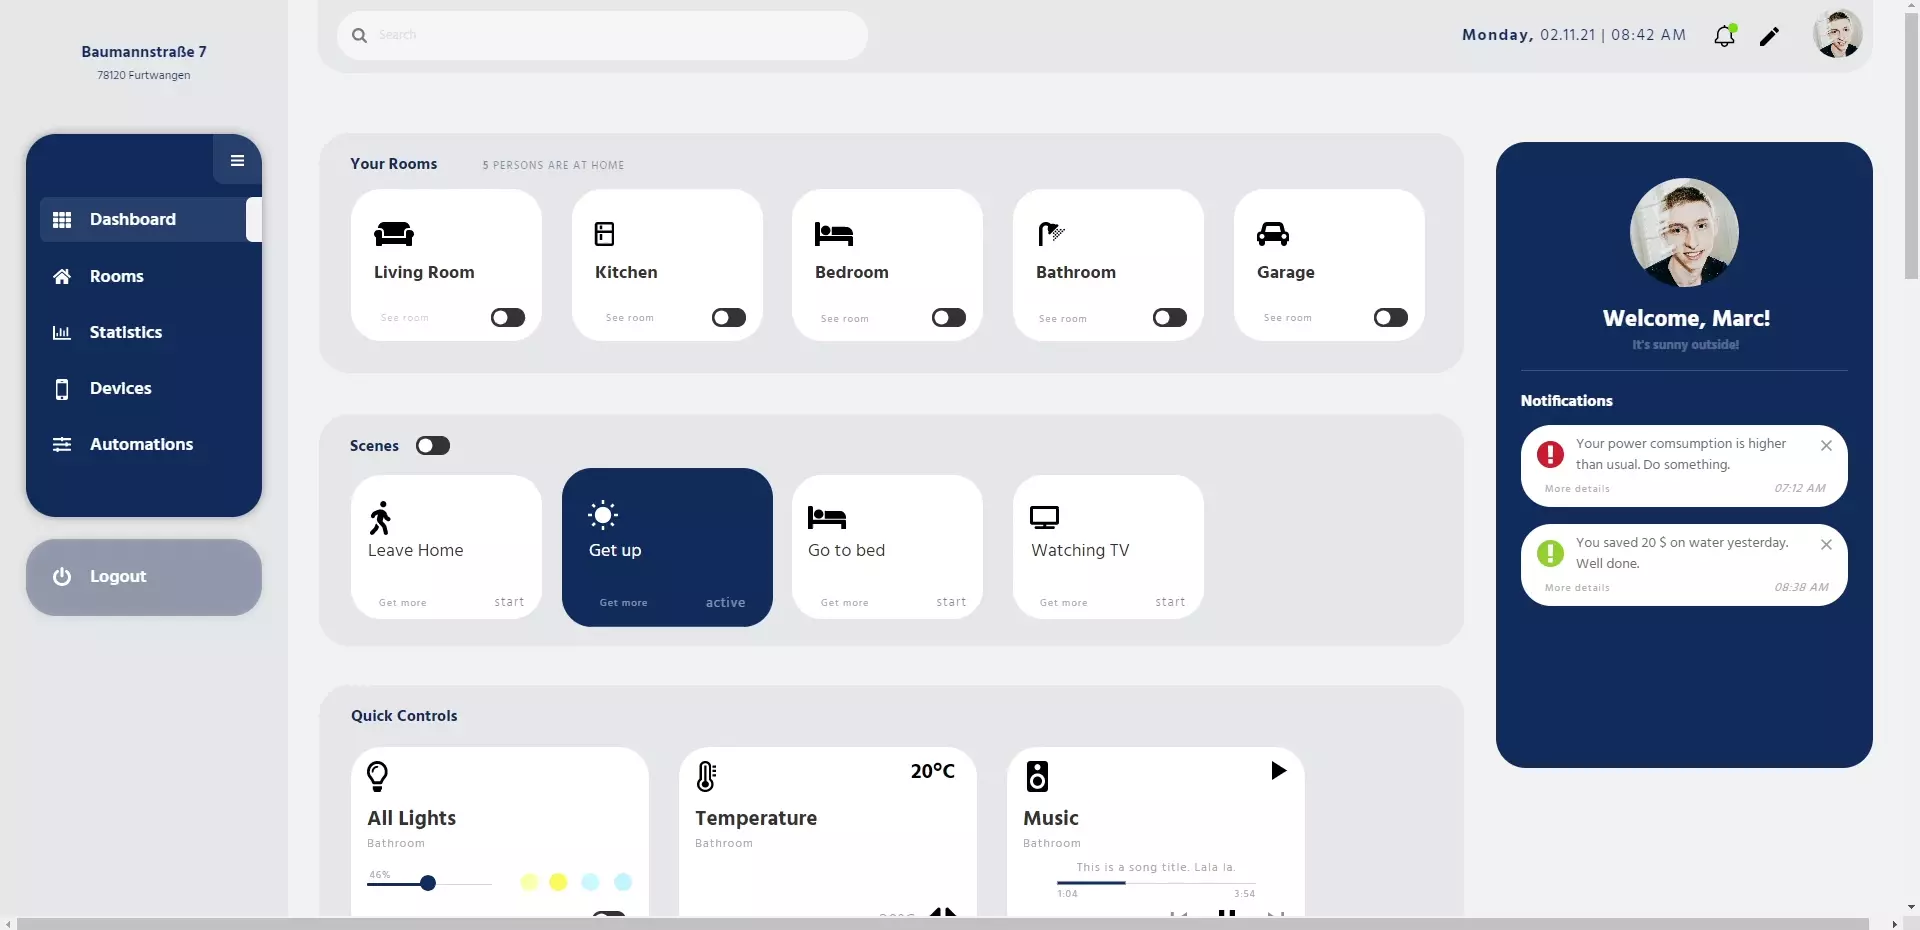 Baumannstraße 7
78120 Furtwangen
Search
Monday, 02.11.21 | 08:42 AM
Dashboard
Rooms
Statistics
Devices
Automations
Logout
Your Rooms 5 PERSONS ARE AT HOME
Living Room
See room
Kitchen
See room
Bedroom
See room
Bathroom
See room
Garage
See room
Scenes
Leave Home
Get more start
Get up
Get more active
Go to bed
Get more start
Watching TV
Get more start
Quick Controls
All Lights
Bathroom
46%
20°C
Temperature
Bathroom
Music
Bathroom
This is a song title. Lala la.
1:04 3:54
Welcome, Marc!
It's sunny outside!
Notifications
Your power comsumption is higher
than usual. Do something.
More details 07:12 AM
You saved 20 $ on water yesterday.
Well done.
More details 08:38 AM